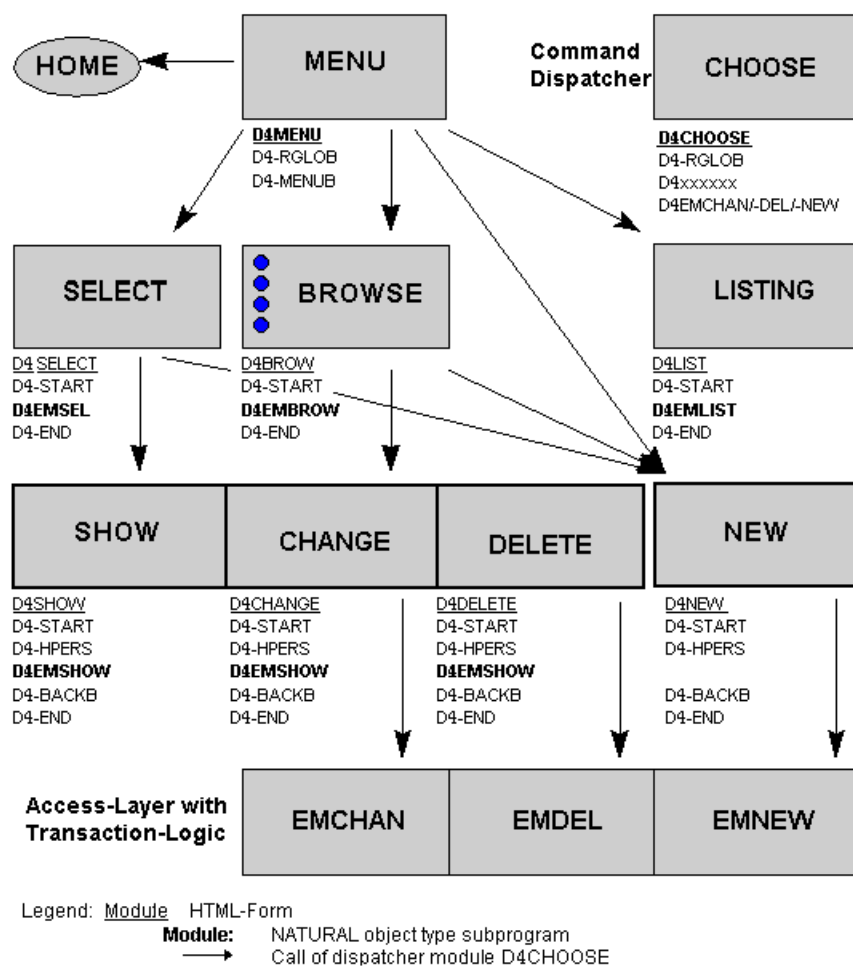 HOME
MENU
Command
Dispatcher
CHOOSE
D4MENU
D4-RGLOB
D4-MENUB
D4CHOOSE
D4-RGLOB
D4xxxxxx
D4EMCHAN/-DEL/-NEW
SELECT
BROWSE
LISTING
D4 SELECT
D4-START
D4EMSEL
D4-END
D4BROW
D4-START
D4EMBROW
D4-END
D4LIST
D4-START
D4EMLIST
D4-END
SHOW
CHANGE
DELETE
NEW
D4SHOW
D4-START
D4-HPERS
D4EMSHOW
D4-BACKB
D4-END
D4CHANGE
D4-START
D4-HPERS
D4EMSHOW
D4-BACKB
D4-END
D4DELETE
D4-START
D4-HPERS
D4EMSHOW
D4-BACKB
D4-END
D4NEW
D4-START
D4-HPERS
D4-BACKB
D4-END
Access-Layer with
Transaction-Logic
EMCHAN
EMDEL
EMNEW
Legend: Module HTML-Form
Module: NATURAL object type subprogram
Call of dispatcher module D4CHOOSE